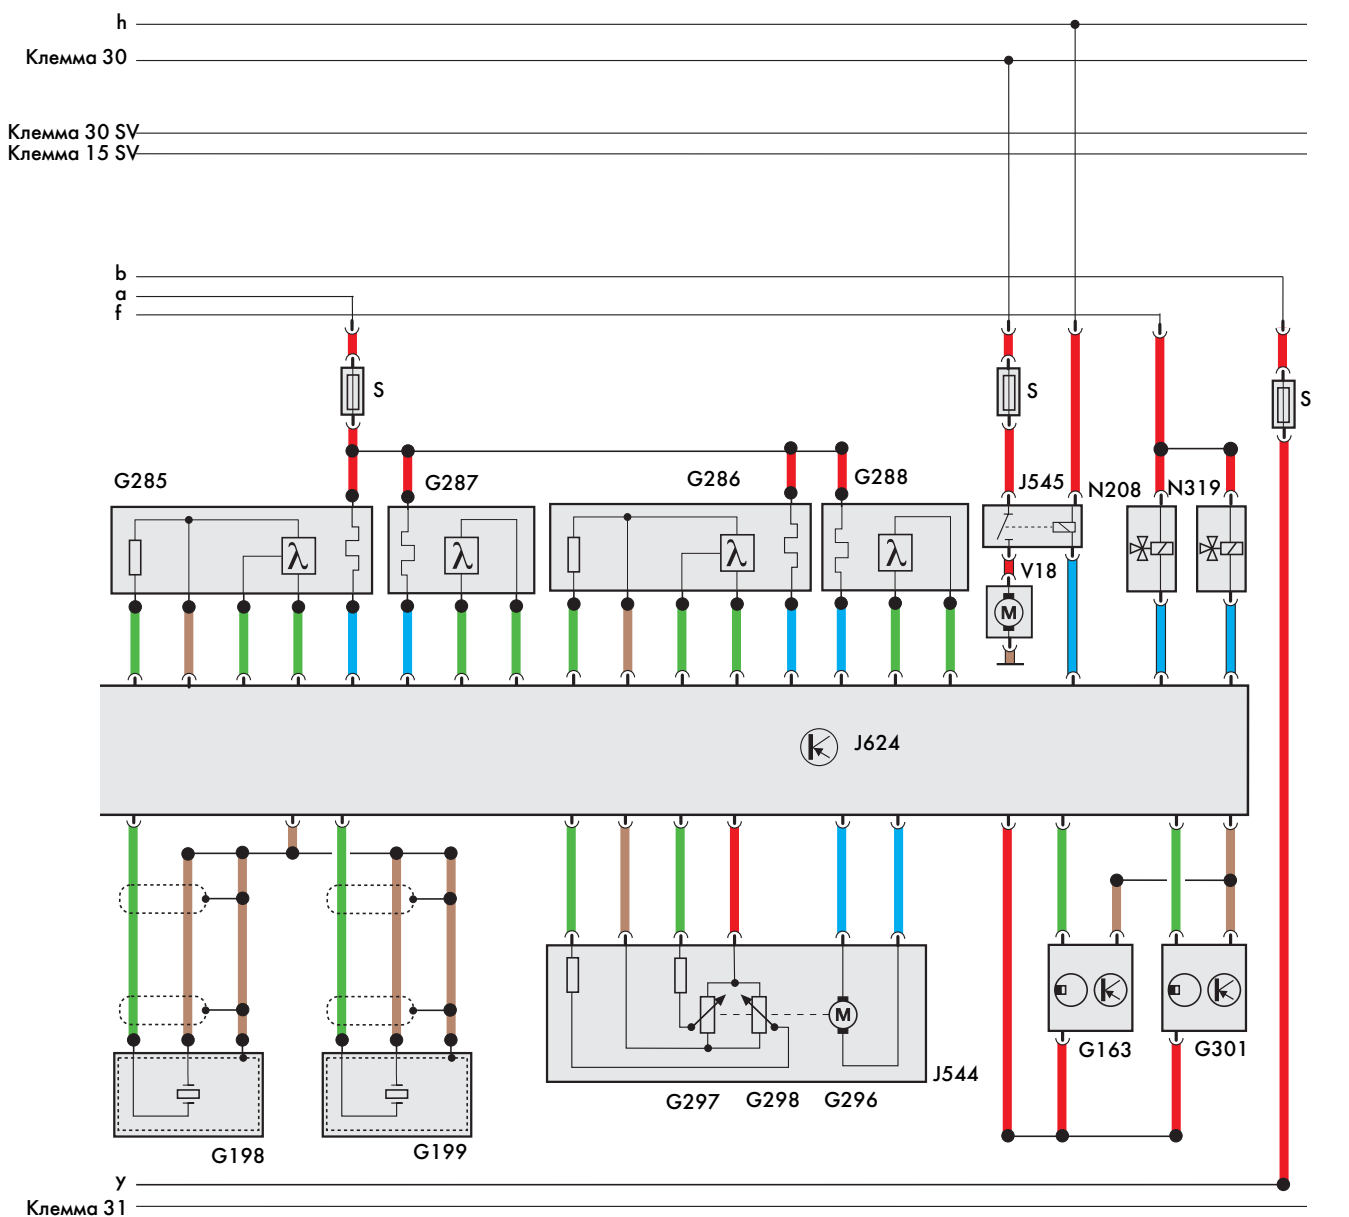 h
Клемма 30
Клемма 30 SV
Клемма 15 SV
b
a
f
S
S
S
G285
G287
G286
G288
J545
N208
N319
λ
λ
λ
λ
V18
M
J624
M
G163
G301
J544
G297
G298
G296
G198
G199
y
Клемма 31